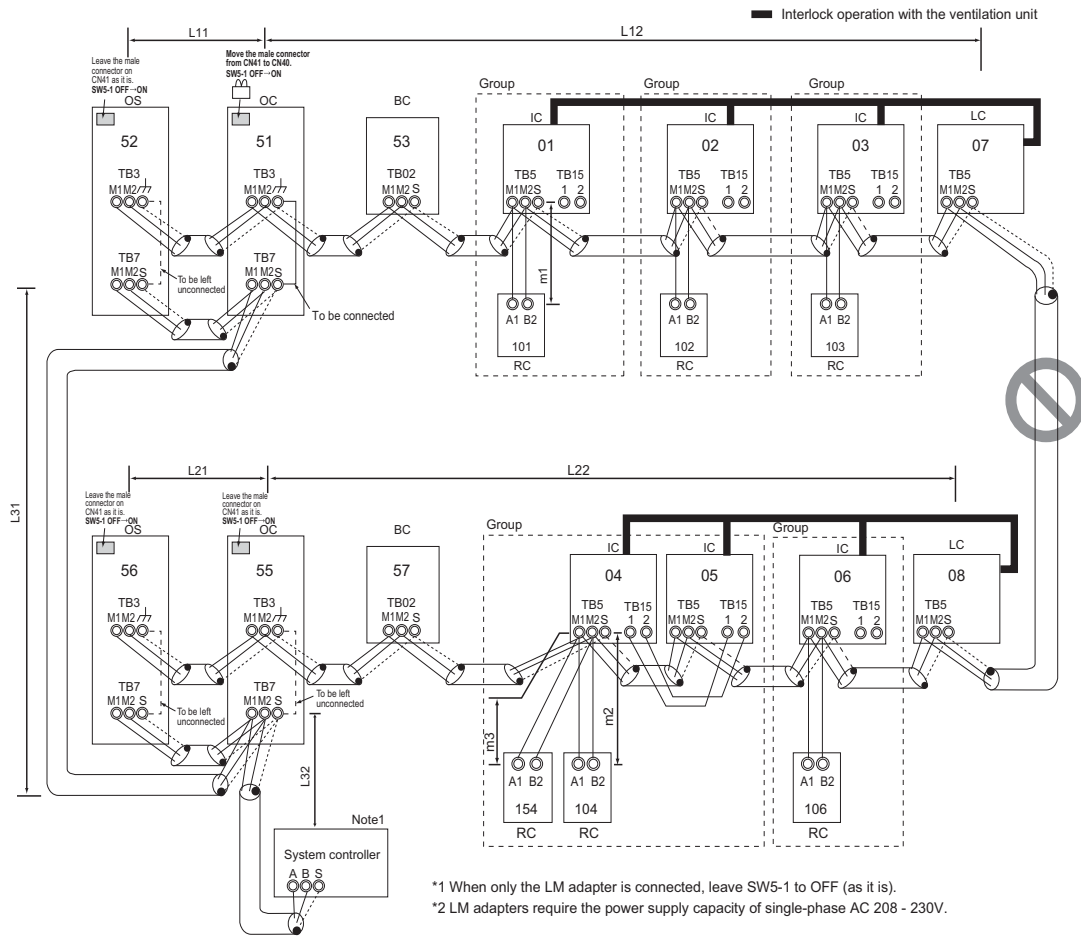 Interlock operation with the ventilation unit
L11
L12
Leave the male
connector on
CN41 as it is.
SW5-1 OFF→ON
Move the male connector
from CN41 to CN40.
SW5-1 OFF→ON
Group
Group
Group
OS
OC
BC
IC
IC
IC
LC
52
51
53
01
02
03
07
TB3
TB3
TB02
TB5
TB15
TB5
TB15
TB5
TB15
TB5
M1M2
M1M2
M1M2 S
M1M2S
1 2
M1M2S
1 2
M1M2S
1 2
M1M2S
TB7
M1M2 S
To be left
unconnected
TB7
M1 M2 S
To be connected
m1
A1 B2
101
RC
A1 B2
102
RC
A1 B2
103
RC
L31
L21
L22
Leave the male
connector on
CN41 as it is.
SW5-1 OFF→ON
Leave the male
connector on
CN41 as it is.
SW5-1 OFF→ON
Group
Group
OS
OC
BC
IC
IC
IC
LC
56
55
57
04
05
06
08
TB3
TB3
TB02
TB5
TB15
TB5
TB15
TB5
TB15
TB5
M1M2
M1M2
M1M2 S
M1M2S
1 2
M1M2S
1 2
M1M2S
1 2
M1M2S
TB7
M1M2 S
To be left
unconnected
TB7
M1 M2 S
To be left
unconnected
L32
m3
m2
A1 B2
154
RC
A1 B2
104
RC
A1 B2
106
RC
Note1
System controller
A B S
*1 When only the LM adapter is connected, leave SW5-1 to OFF (as it is).
*2 LM adapters require the power supply capacity of single-phase AC 208 - 230V.